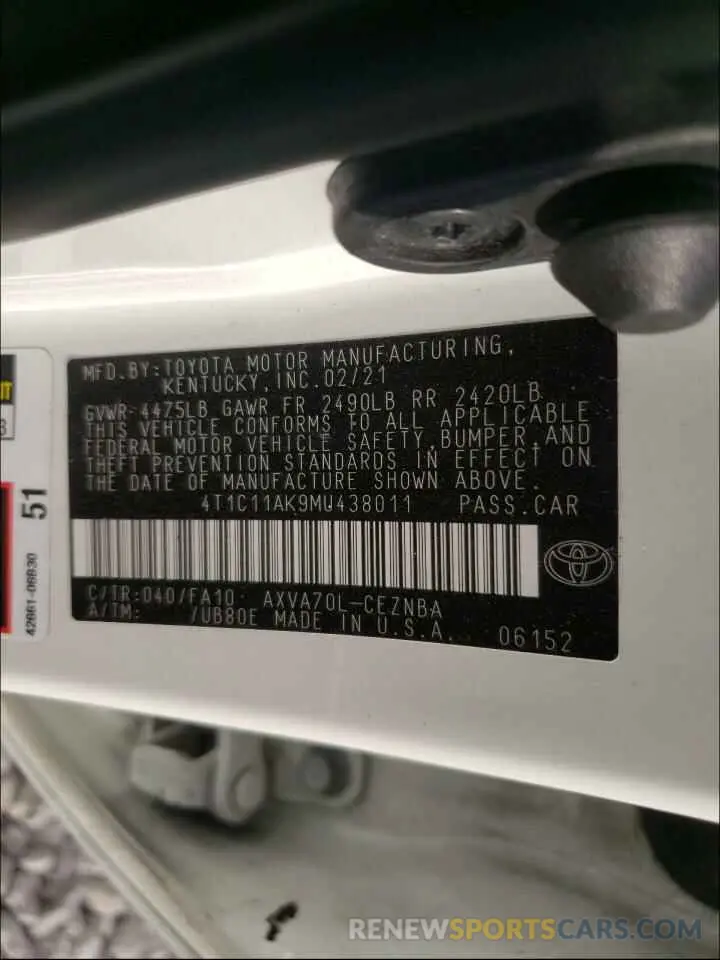 MFD.BY:TOYOTA MOTOR MANUFACTURING,
KENTUCKY,INC.02/21
GVWR 4475LB GAWR FR 2490LB RR 2420LB
THIS VEHICLE CONFORMS TO ALL APPLICABLE
FEDERAL MOTOR VEHICLE SAFETY,BUMPER,AND
THEFT PREVENTION STANDARDS IN EFFECT ON
THE DATE OF MANUFACTURE SHOWN ABOVE.
4T1C11AK9MU438011 PASS.CAR
C/TR:040/FA10 AXVA70L-CEZNBA
A/TM: /UB80E MADE IN U.S.A. 06152
51
42661-06B30
RENEWSPORTSCARS.COM